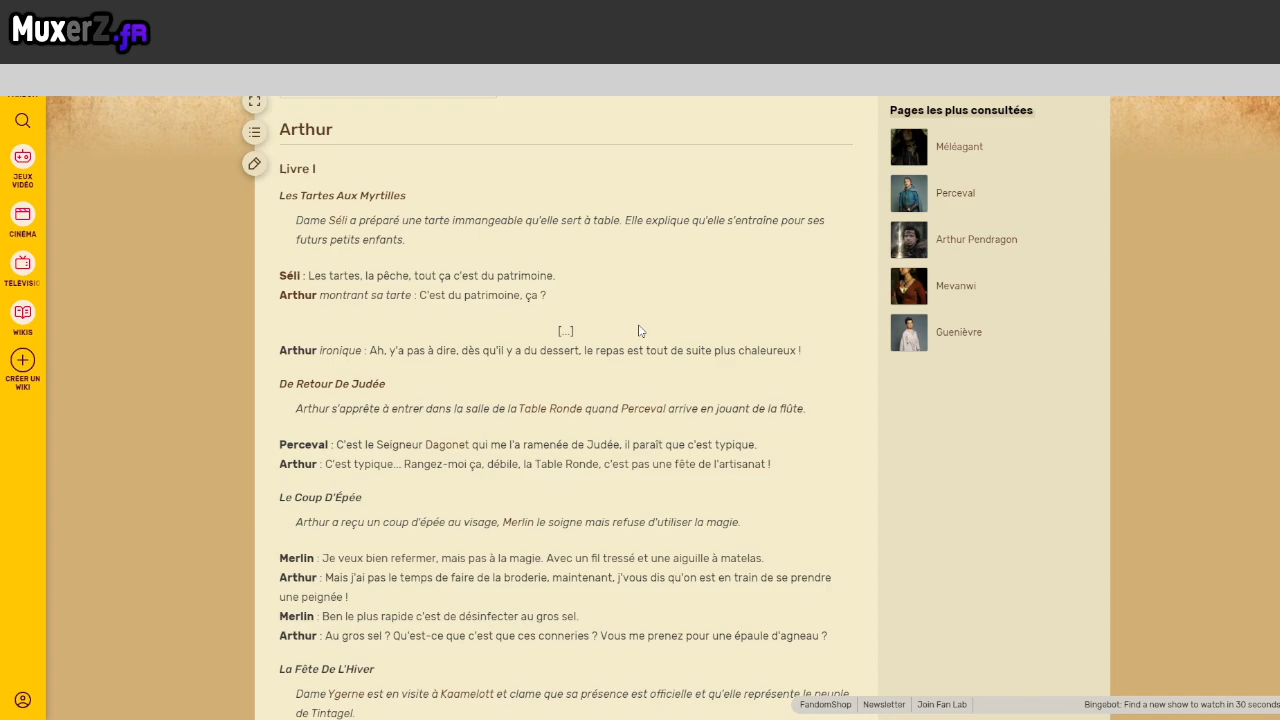 MuxerZ.fR
Pages les plus consultées
Arthur
JEUX
VIDÉO
Méléagant
Livre I
Les Tartes Aux Myrtilles
Perceval
Dame Séli a préparé une tarte immangeable qu'elle sert à table. Elle explique qu'elle s'entraîne pour ses
futurs petits enfants.
CINÉMA
Arthur Pendragon
Séli : Les tartes, la pêche, tout ça c'est du patrimoine.
TÉLÉVISIO
Arthur montrant sa tarte : C'est du patrimoine, ça ?
Mevanwi
[...]
WIKIS
Guenièvre
Arthur ironique : Ah, y'a pas à dire, dès qu'il y a du dessert, le repas est tout de suite plus chaleureux !
CRÉER UN
WIKI
De Retour De Judée
Arthur s'apprête à entrer dans la salle de la Table Ronde quand Perceval arrive en jouant de la flûte.
Perceval : C'est le Seigneur Dagonet qui me l'a ramenée de Judée, il paraît que c'est typique.
Arthur : C'est typique... Rangez-moi ça, débile, la Table Ronde, c'est pas une fête de l'artisanat !
Le Coup D'Épée
Arthur a reçu un coup d'épée au visage, Merlin le soigne mais refuse d'utiliser la magie.
Merlin : Je veux bien refermer, mais pas à la magie. Avec un fil tressé et une aiguille à matelas.
Arthur : Mais j'ai pas le temps de faire de la broderie, maintenant, j'vous dis qu'on est en train de se prendre
une peignée !
Merlin : Ben le plus rapide c'est de désinfecter au gros sel.
Arthur : Au gros sel ? Qu'est-ce que c'est que ces conneries ? Vous me prenez pour une épaule d'agneau ?
La Fête De L'Hiver
Dame Ygerne est en visite à Kaamelott et clame que sa présence est officielle et qu'elle représente le peuple
de Tintagel.
FandomShop
Newsletter
Join Fan Lab
Bingebot: Find a new show to watch in 30 seconds